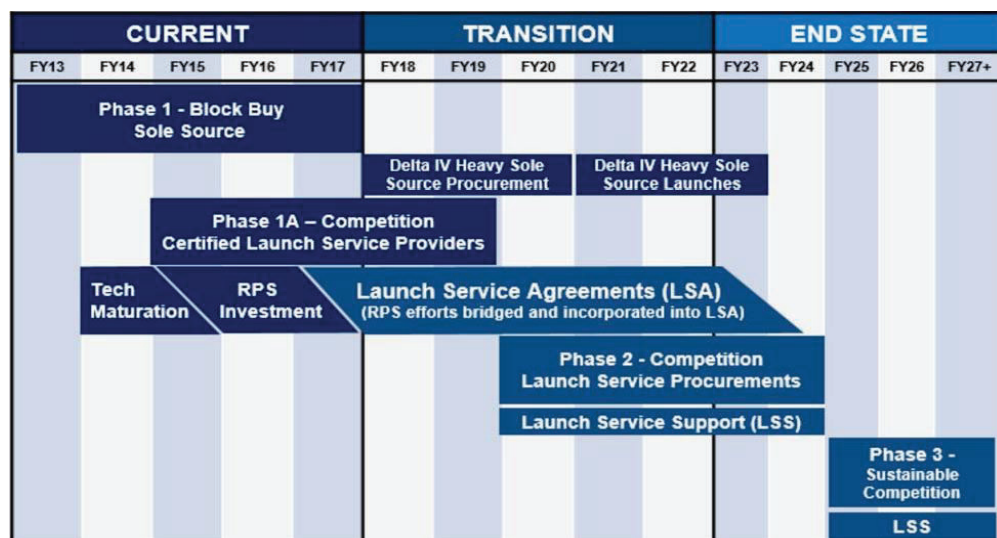 CURRENT
TRANSITION
END STATE
FY13 FY14 FY15 FY16 FY17 FY18 FY19 FY20 FY21 FY22 FY23 FY24 FY25 FY26 FY27+
Phase 1 - Block Buy
Sole Source
Delta IV Heavy Sole
Source Procurement
Delta IV Heavy Sole
Source Launches
Phase 1A – Competition
Certified Launch Service Providers
Tech
Maturation
RPS
Investment
Launch Service Agreements (LSA)
(RPS efforts bridged and incorporated into LSA)
Phase 2 - Competition
Launch Service Procurements
Launch Service Support (LSS)
Phase 3 -
Sustainable
Competition
LSS